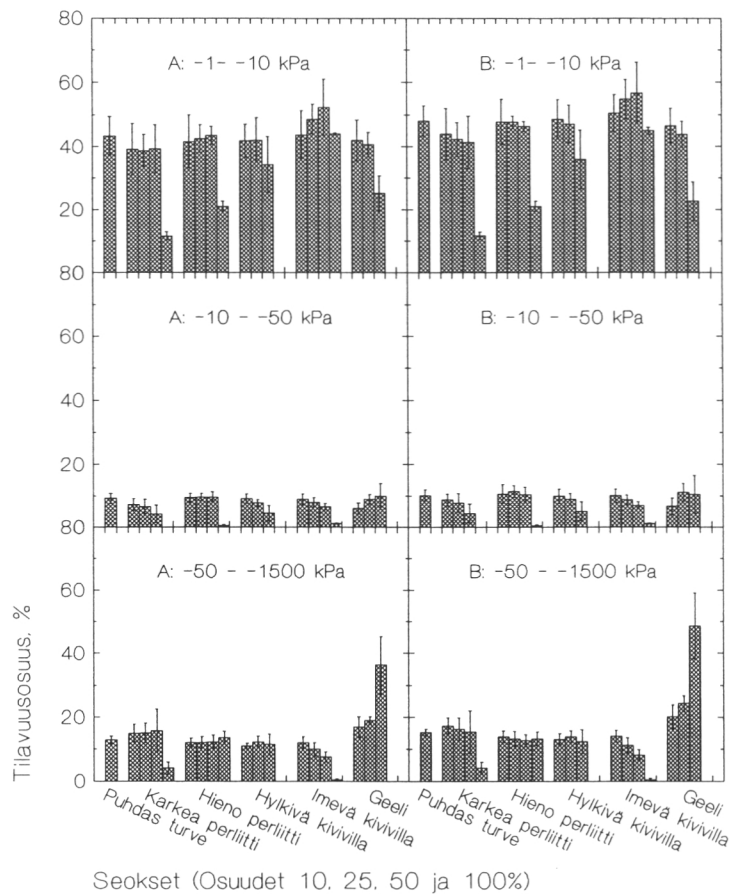 80
60
40
20
A: -1- -10 kPa
B: -1- -10 kPa
80
60
40
20
A: -10 - -50 kPa
B: -10 - -50 kPa
80
60
40
20
0
A: -50 - -1500 kPa
B: -50 - -1500 kPa
Tilavuusosuus, %
Puhdas turve
Karkea perliitti
Hieno perliitti
Hylkivä kivivilla
Imevä kivivilla
Geeli
Puhdas turve
Karkea perliitti
Hieno perliitti
Hylkivä kivivilla
Imevä kivivilla
Geeli
Seokset (Osuudet 10, 25, 50 ja 100%)